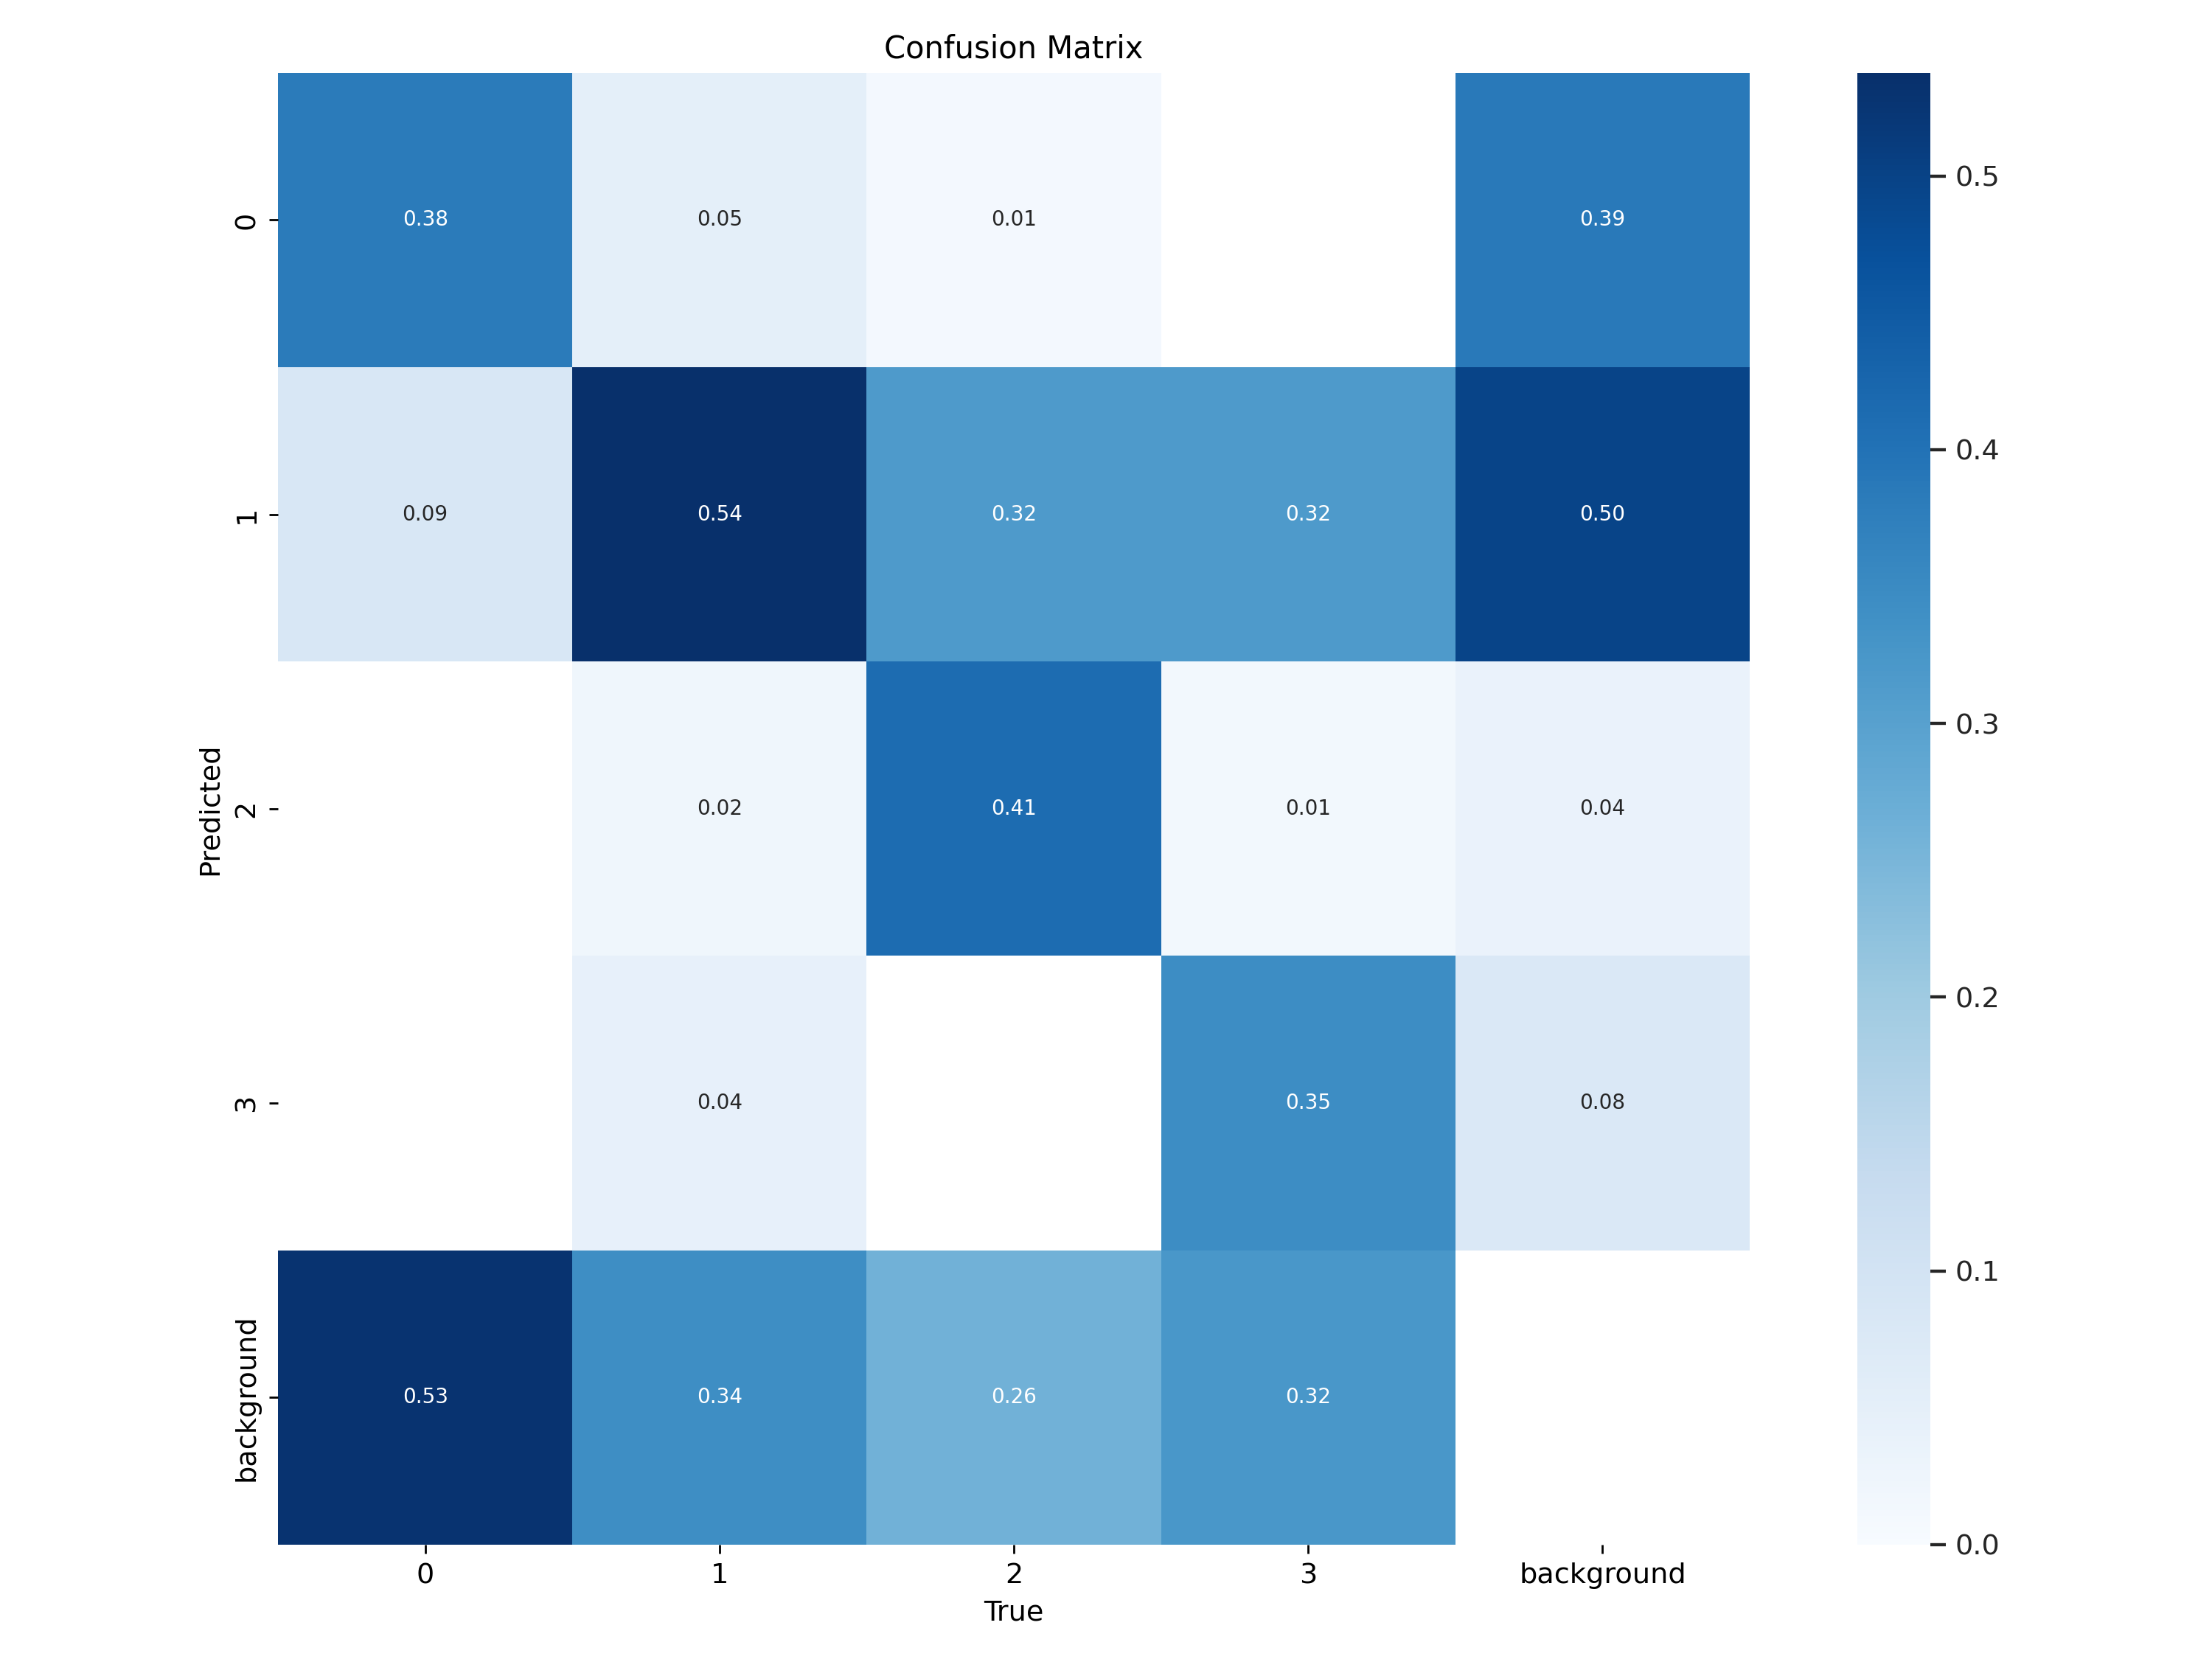 Confusion Matrix
0 0.38 0.05 0.01 0.39
1 0.09 0.54 0.32 0.32 0.50
2 0.02 0.41 0.01 0.04
3 0.04 0.35 0.08
background 0.53 0.34 0.26 0.32
Predicted
0 1 2 3 background
True
0.5
0.4
0.3
0.2
0.1
0.0